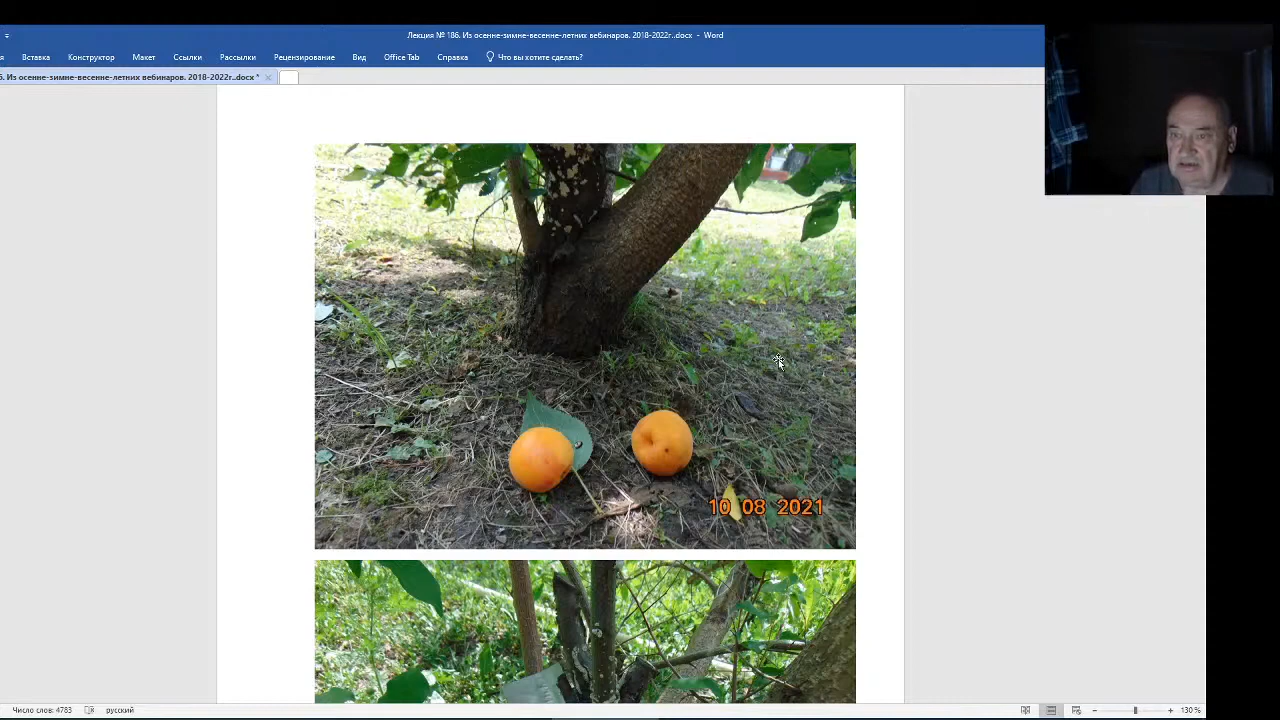 Лекция № 186. Из осенне-зимне-весенне-летних вебинаров. 2018-2022г..docx - Word
я Вставка Конструктор Макет Ссылки Рассылки Рецензирование Вид Office Tab Справка Что вы хотите сделать?
6. Из осенне-зимне-весенне-летних вебинаров. 2018-2022г..docx *
10 08 2021
Число слов: 4783 русский 130 %